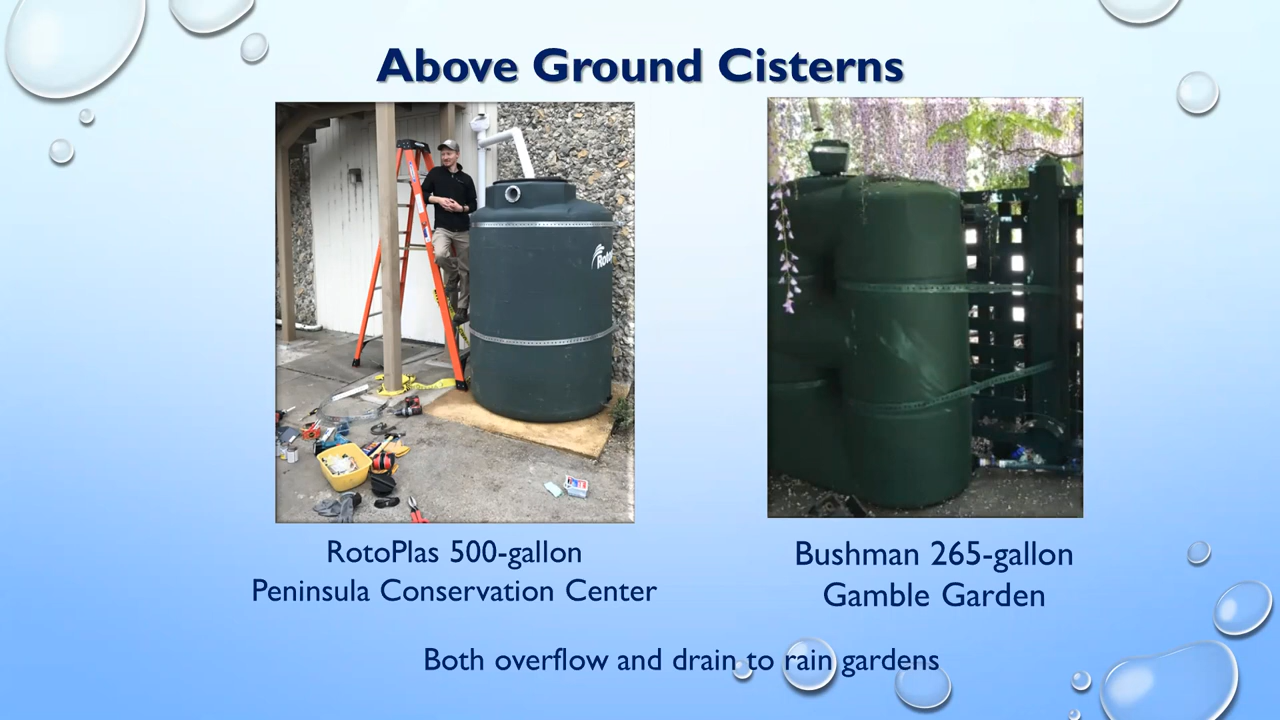 Above Ground Cisterns
RotoPlas 500-gallon
Peninsula Conservation Center
Bushman 265-gallon
Gamble Garden
Both overflow and drain to rain gardens